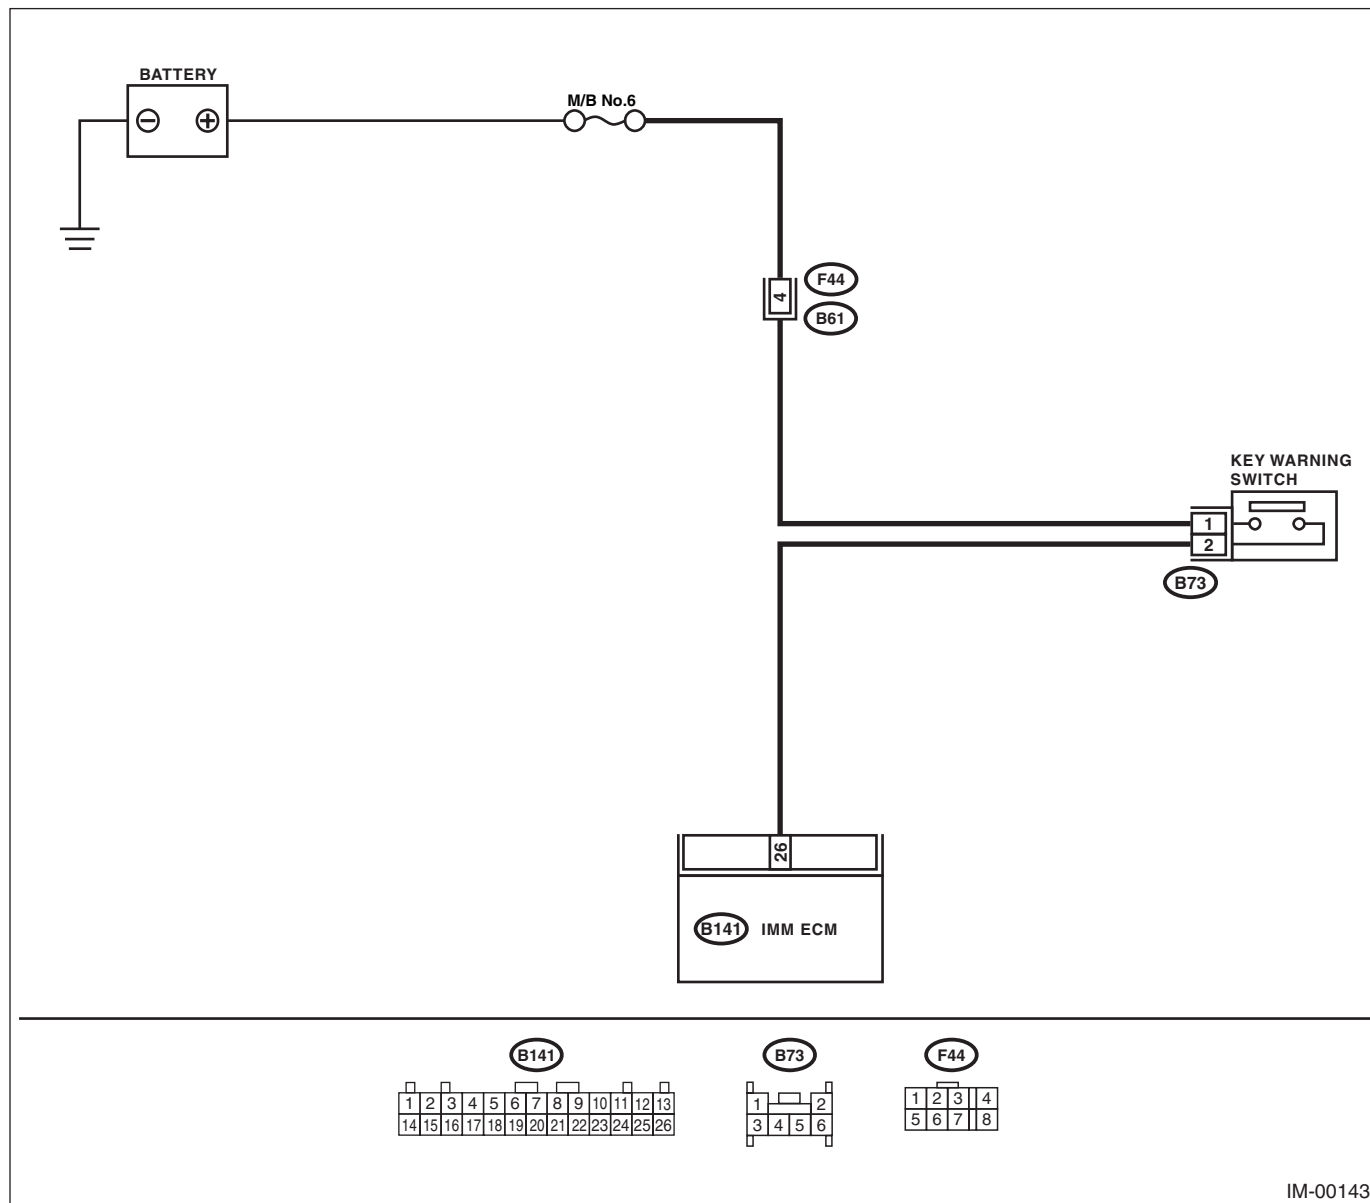 BATTERY
M/B No.6
4
F44
B61
KEY WARNING
SWITCH
1
2
B73
26
B141 IMM ECM
B141
1 2 3 4 5 6 7 8 9 10 11 12 13
14 15 16 17 18 19 20 21 22 23 24 25 26
B73
1 2
3 4 5 6
F44
1 2 3 4
5 6 7 8
IM-00143